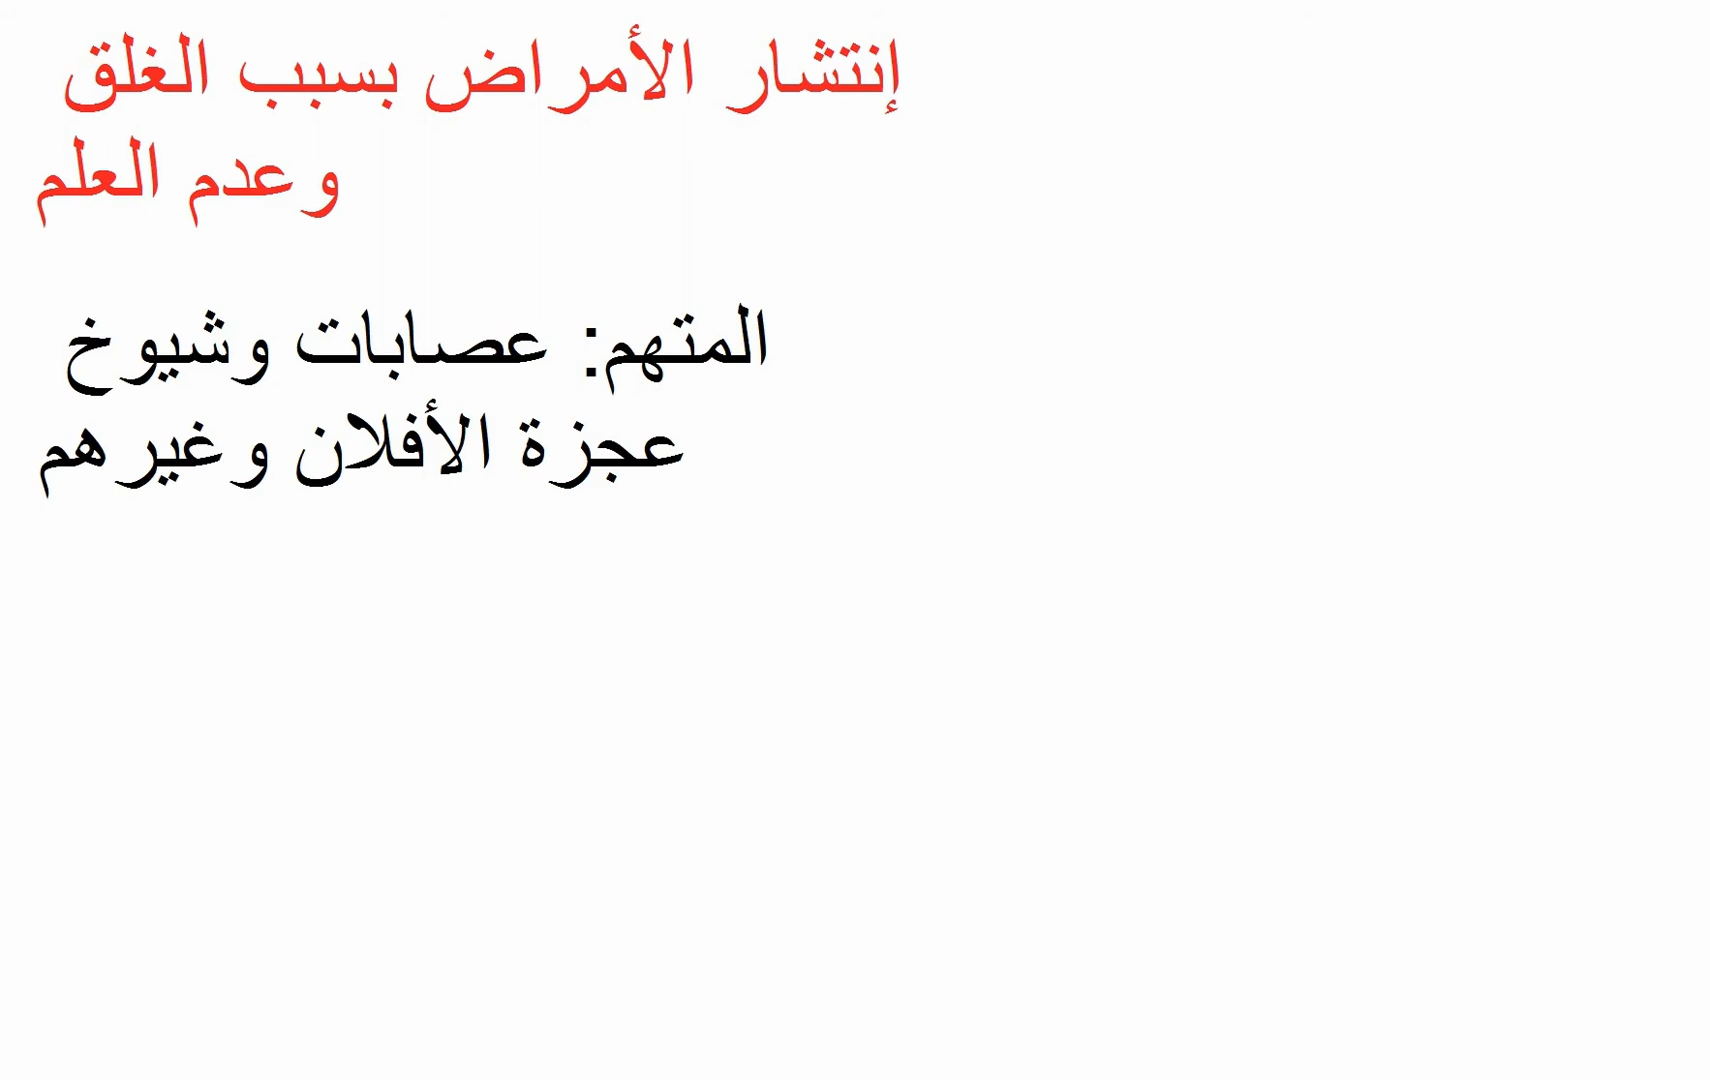 إنتشار الأمراض بسبب الغلق
وعدم العلم
المتهم: عصابات وشيوخ
عجزة الأفلان وغيرهم